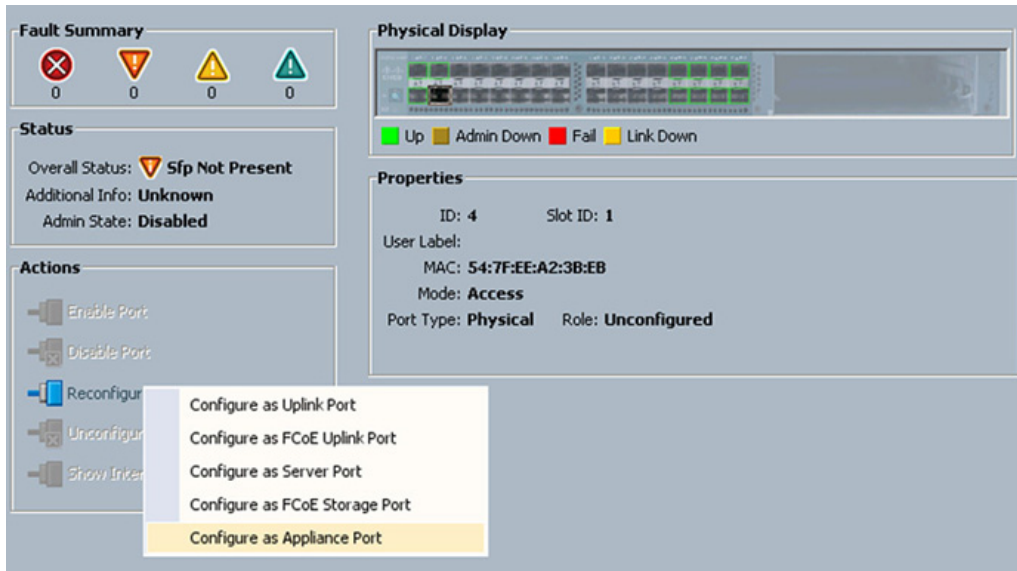 Fault Summary
0
0
0
0
Status
Overall Status: Sfp Not Present
Additional Info: Unknown
Admin State: Disabled
Actions
Enable Port
Disable Port
Reconfigur
Unconfigur
Show Inter
Configure as Uplink Port
Configure as FCoE Uplink Port
Configure as Server Port
Configure as FCoE Storage Port
Configure as Appliance Port
Physical Display
Up Admin Down Fail Link Down
Properties
ID: 4 Slot ID: 1
User Label:
MAC: 54:7F:EE:A2:3B:EB
Mode: Access
Port Type: Physical Role: Unconfigured